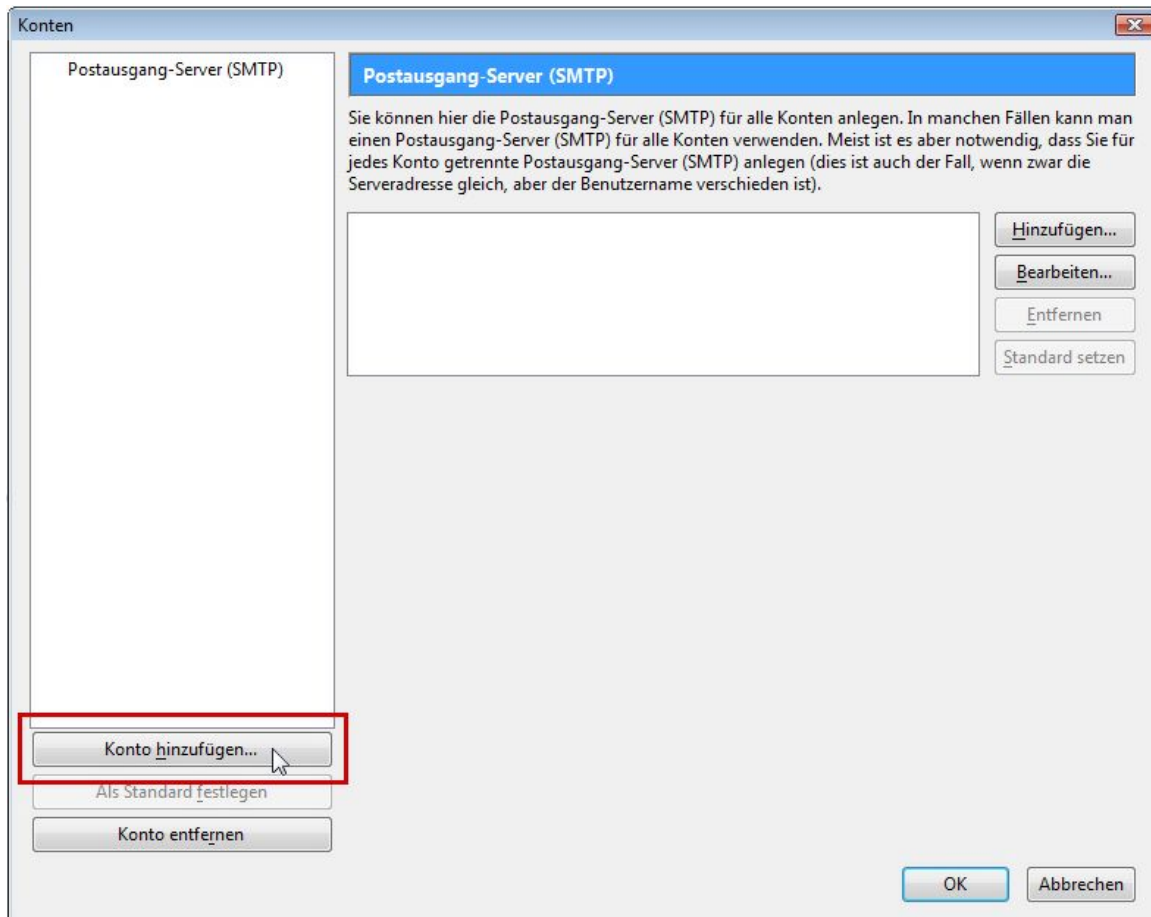 Konten
Postausgang-Server (SMTP)
Postausgang-Server (SMTP)
Sie können hier die Postausgang-Server (SMTP) für alle Konten anlegen. In manchen Fällen kann man
einen Postausgang-Server (SMTP) für alle Konten verwenden. Meist ist es aber notwendig, dass Sie für
jedes Konto getrennte Postausgang-Server (SMTP) anlegen (dies ist auch der Fall, wenn zwar die
Serveradresse gleich, aber der Benutzername verschieden ist).
Hinzufügen...
Bearbeiten...
Entfernen
Standard setzen
Konto hinzufügen...
Als Standard festlegen
Konto entfernen
OK
Abbrechen